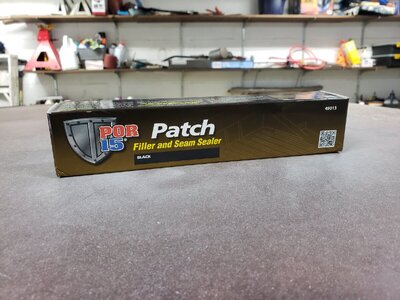 POR
15
Patch
Filler and Seam Sealer
BLACK
49013